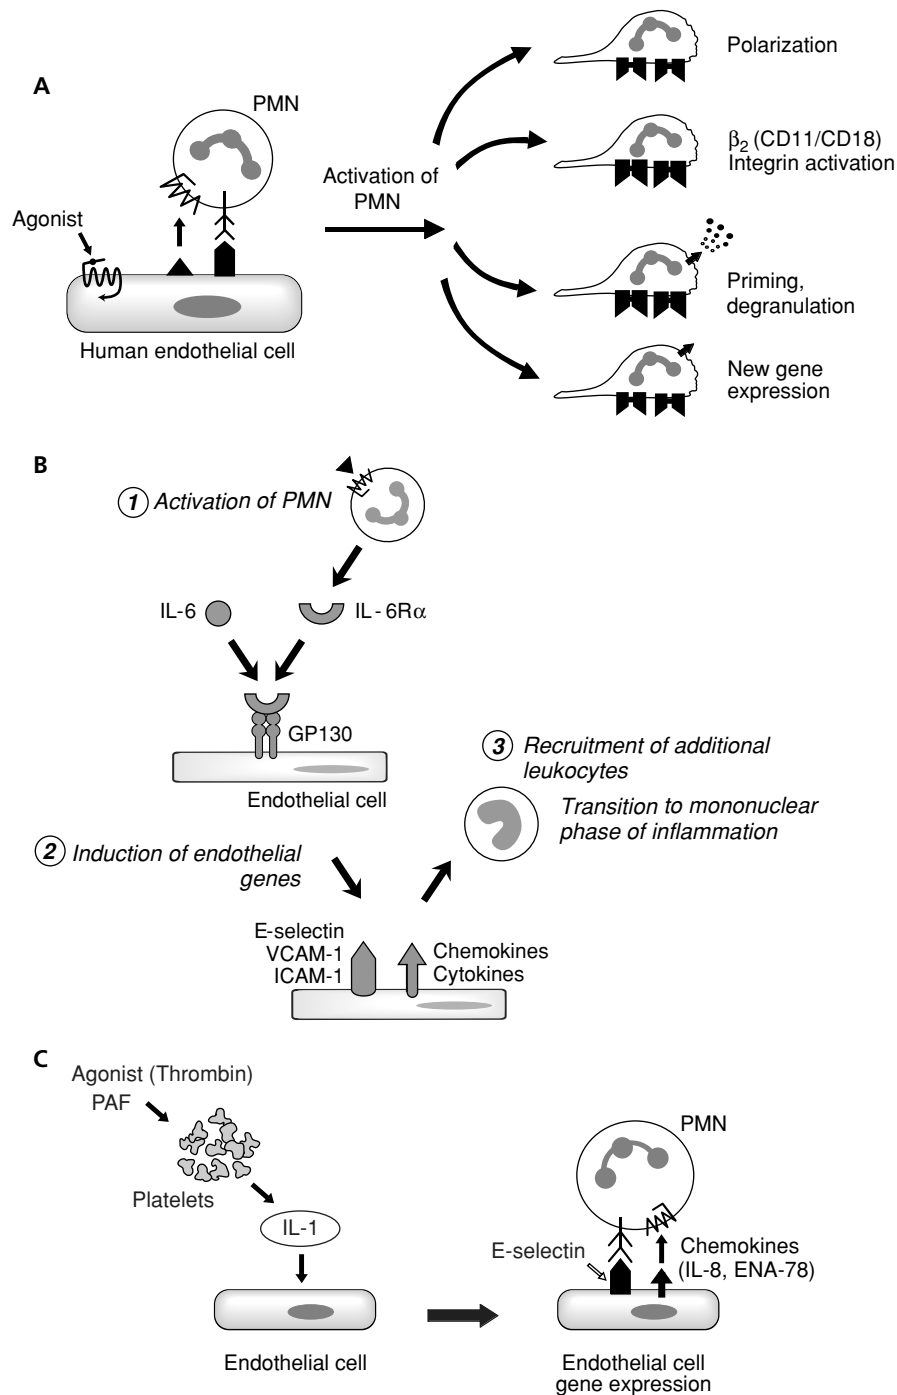 A
PMN
Agonist
Human endothelial cell
Activation of
PMN
Polarization
β₂ (CD11/CD18)
Integrin activation
Priming,
degranulation
New gene
expression
B
1 Activation of PMN
IL-6
IL - 6Rα
GP130
Endothelial cell
3 Recruitment of additional
leukocytes
Transition to mononuclear
phase of inflammation
2 Induction of endothelial
genes
E-selectin
VCAM-1
ICAM-1
Chemokines
Cytokines
C
Agonist (Thrombin)
PAF
Platelets
IL-1
Endothelial cell
PMN
E-selectin
Chemokines
(IL-8, ENA-78)
Endothelial cell
gene expression